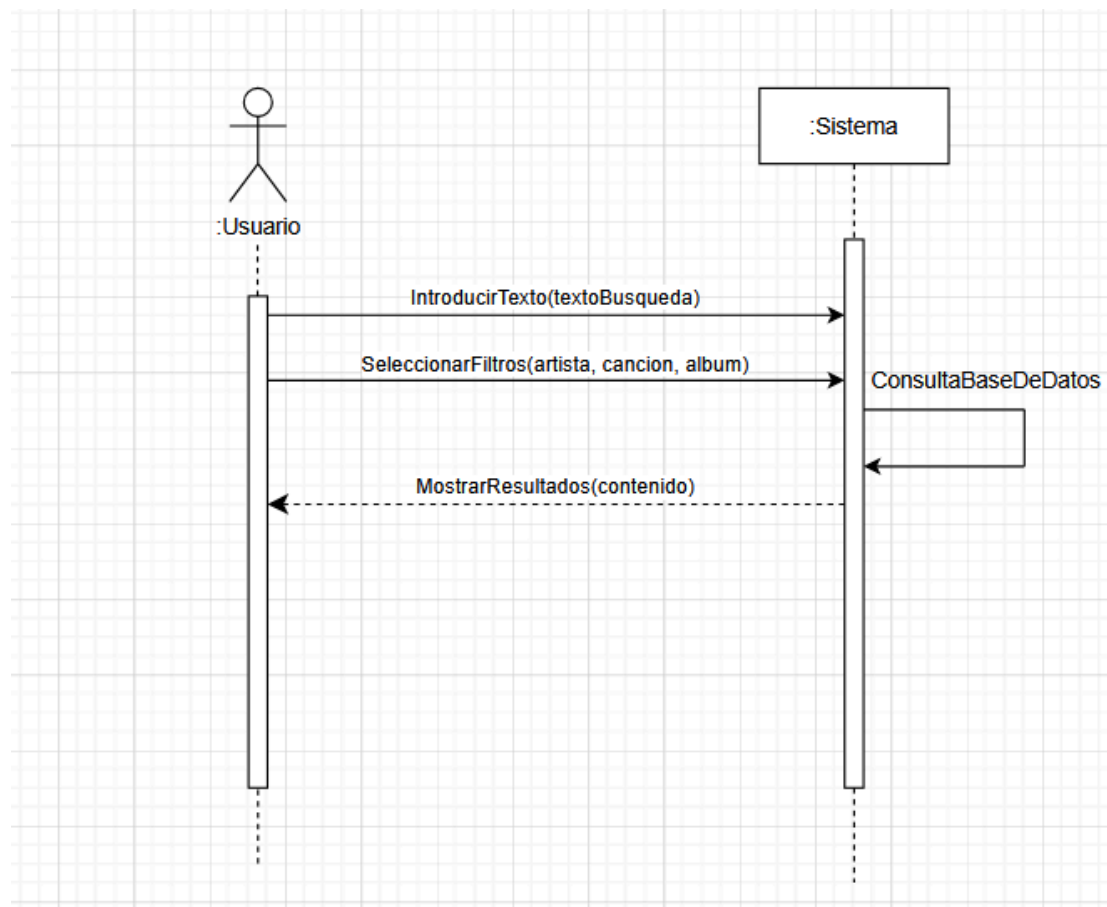 :Sistema
:Usuario
IntroducirTexto(textoBusqueda)
SeleccionarFiltros(artista, cancion, album)
ConsultaBaseDeDatos
MostrarResultados(contenido)